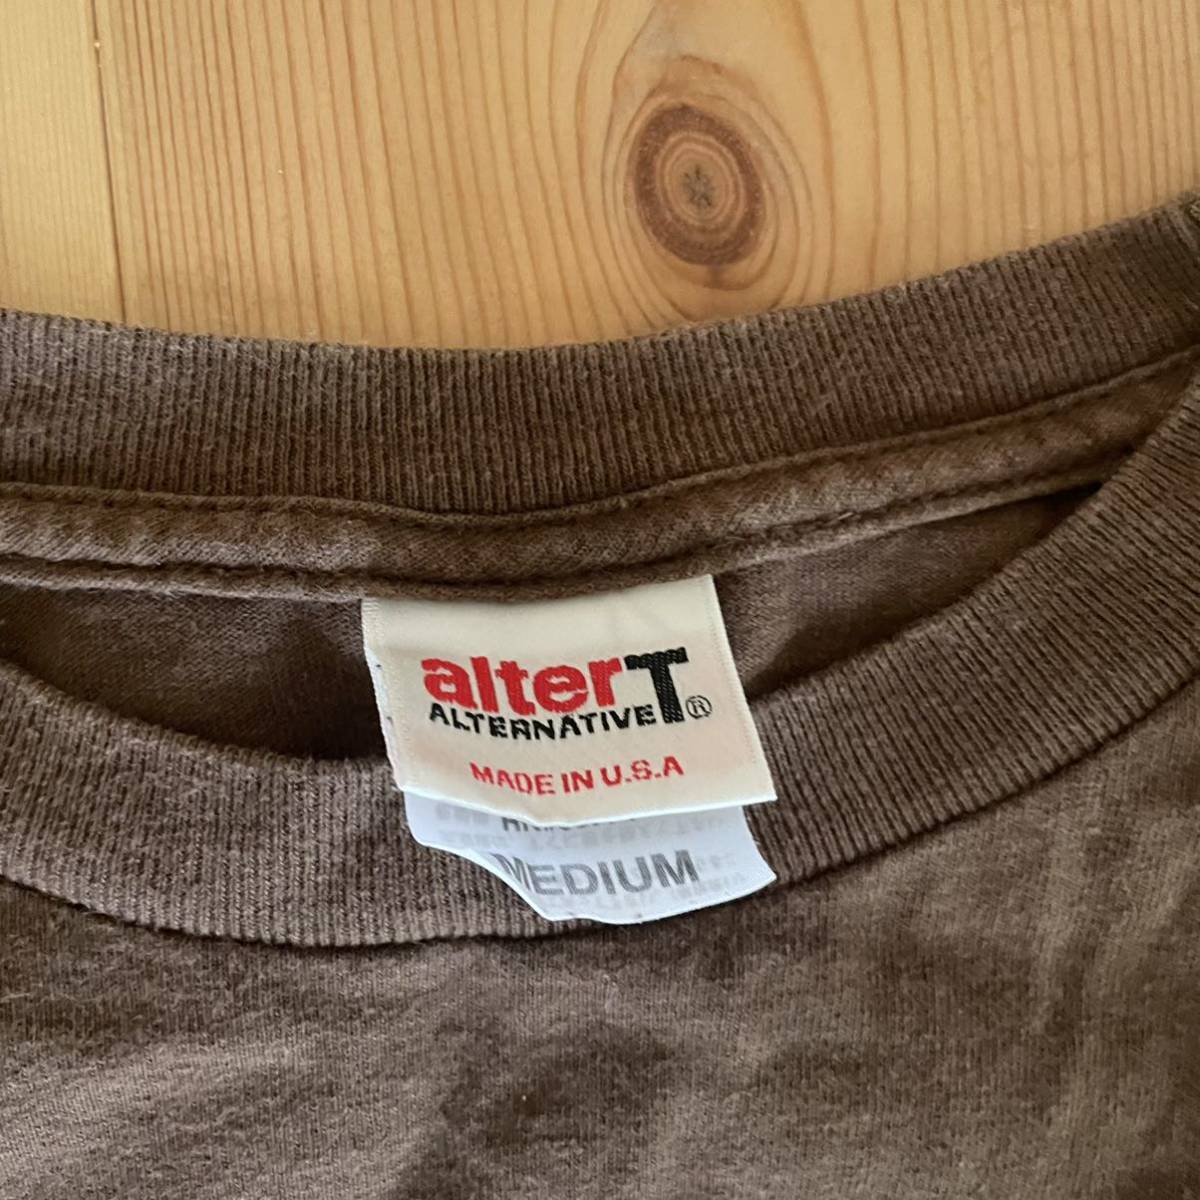 alterT®
ALTERNATIVE
MADE IN U.S.A
MEDIUM